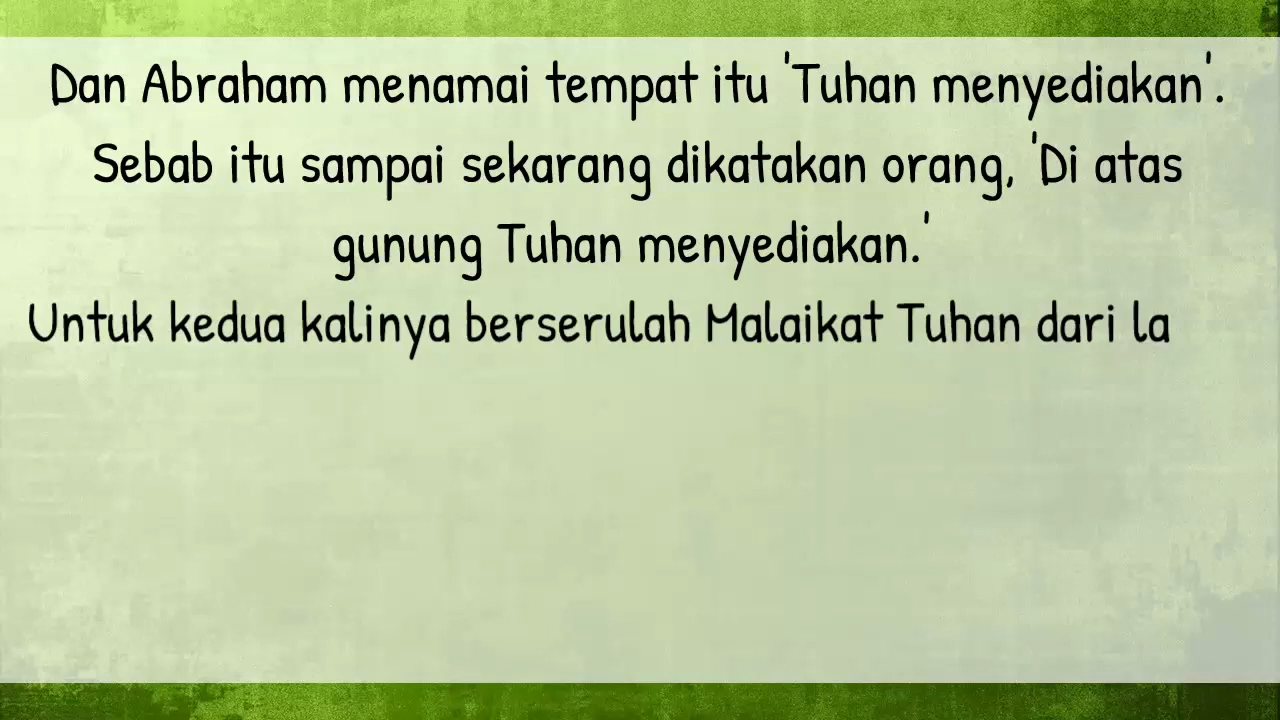 Dan Abraham menamai tempat itu 'Tuhan menyediakan'.
Sebab itu sampai sekarang dikatakan orang, 'Di atas
gunung Tuhan menyediakan.'
Untuk kedua kalinya berserulah Malaikat Tuhan dari la